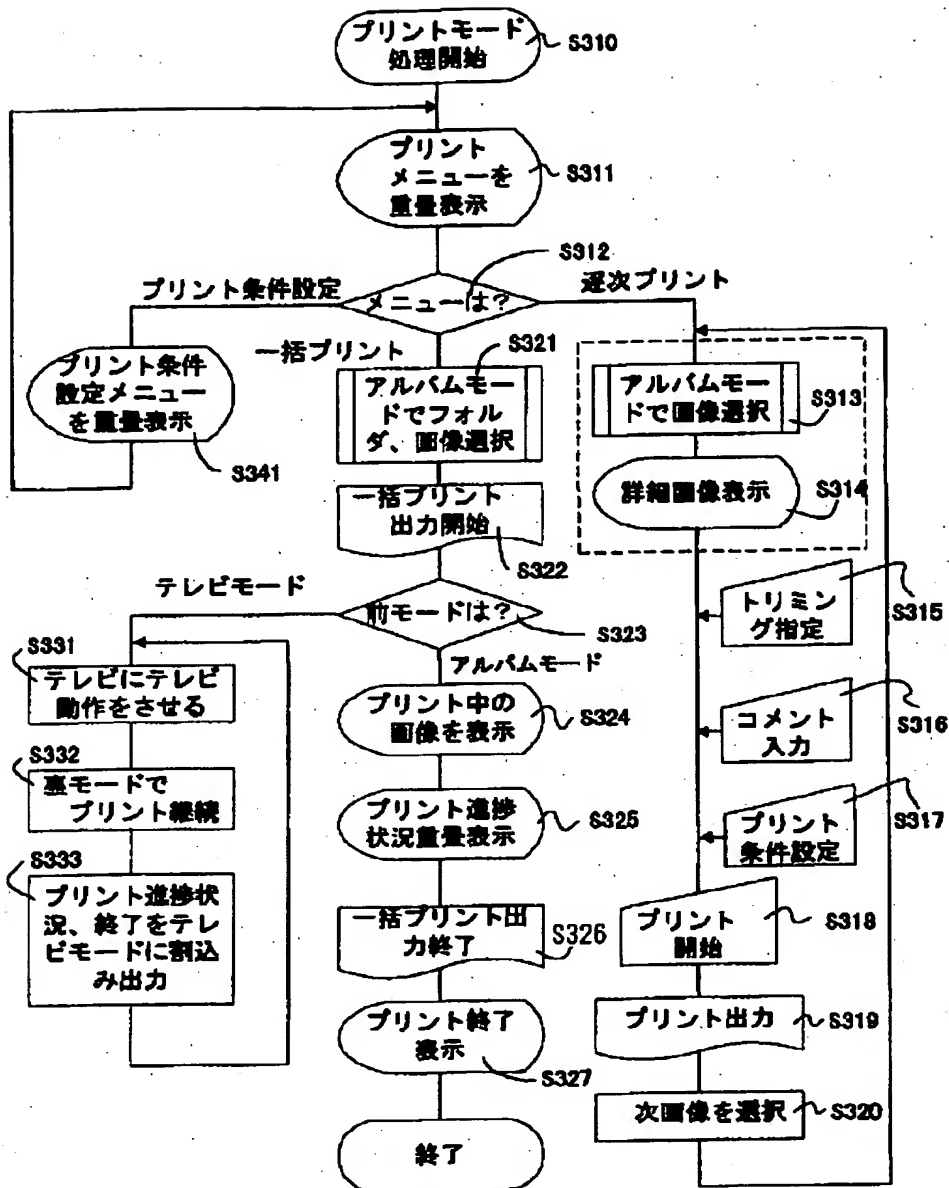 プリントモード
処理開始
S310
プリント
メニューを
重畳表示
S311
S312
メニューは?
プリント条件設定
逐次プリント
一括プリント
プリント条件
設定メニュー
を重畳表示
S341
S321
アルバムモー
ドでフォル
ダ、画像選択
一括プリント
出力開始
S322
前モードは?
S323
テレビモード
アルバムモード
S331
テレビにテレビ
動作をさせる
S332
裏モードで
プリント継続
S333
プリント進捗状
況、終了をテレ
ビモードに割込
み出力
プリント中の
画像を表示
S324
プリント進捗
状況重畳表示
S325
一括プリント出
力終了
S326
プリント終了
表示
S327
終了
アルバムモー
ドで画像選択
S313
詳細画像表示
S314
トリミン
グ指定
S315
コメント
入力
S316
プリント
条件設定
S317
プリント
開始
S318
プリント出力
S319
次画像を選択
S320